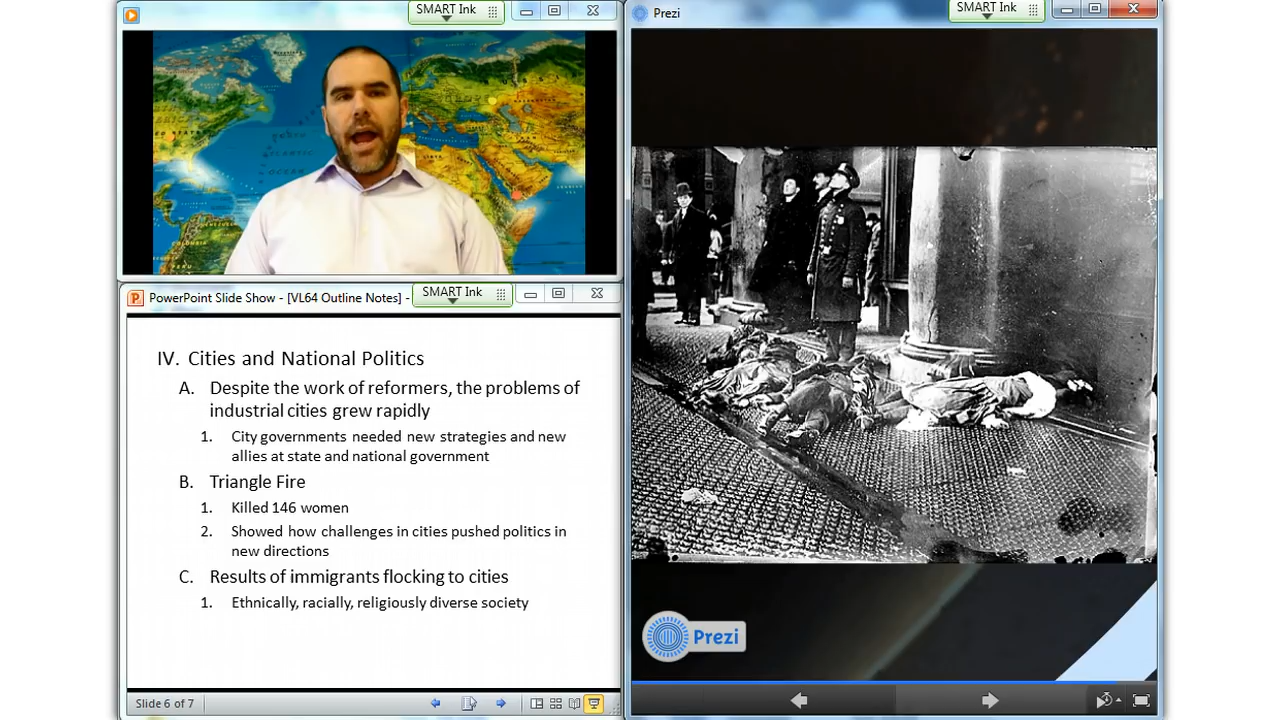 SMART Ink
PowerPoint Slide Show - [VL64 Outline Notes] -
SMART Ink
IV. Cities and National Politics
A. Despite the work of reformers, the problems of
industrial cities grew rapidly
1. City governments needed new strategies and new
allies at state and national government
B. Triangle Fire
1. Killed 146 women
2. Showed how challenges in cities pushed politics in
new directions
C. Results of immigrants flocking to cities
1. Ethnically, racially, religiously diverse society
Slide 6 of 7
Prezi
SMART Ink
Prezi